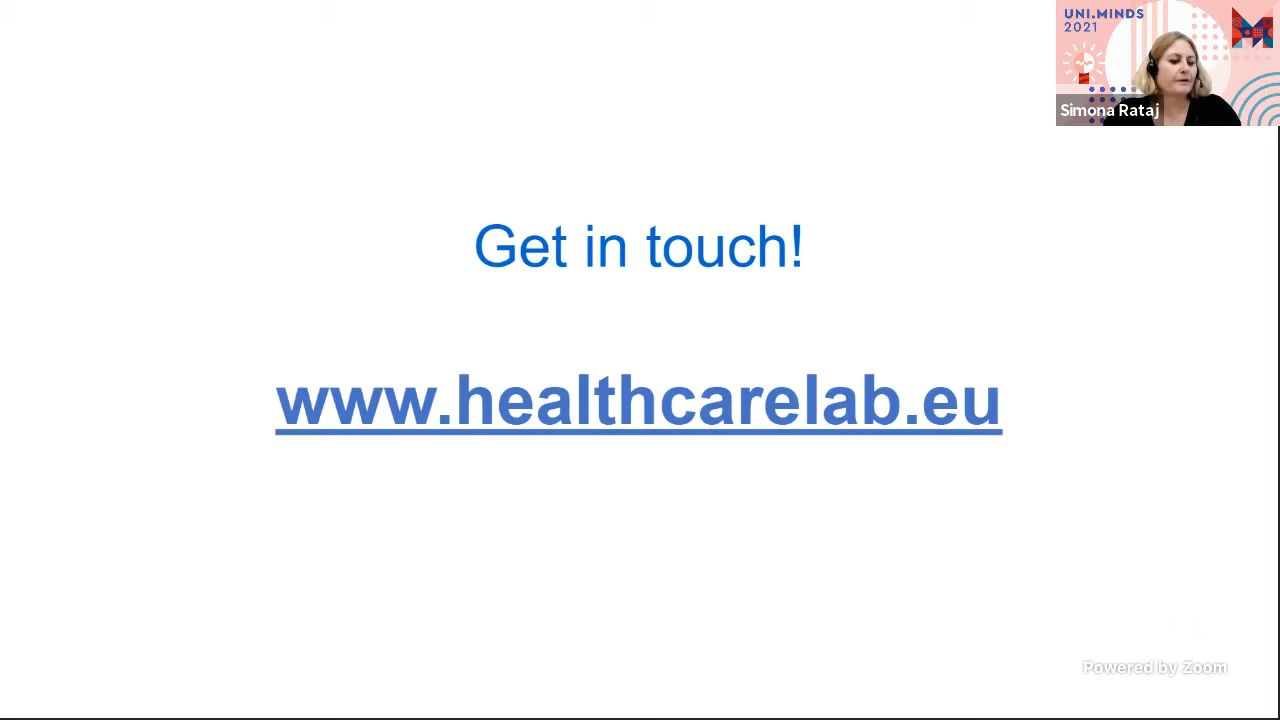 UNI.MINDS
2021
Simona Rataj
Get in touch!
www.healthcarelab.eu
Powered by Zoom